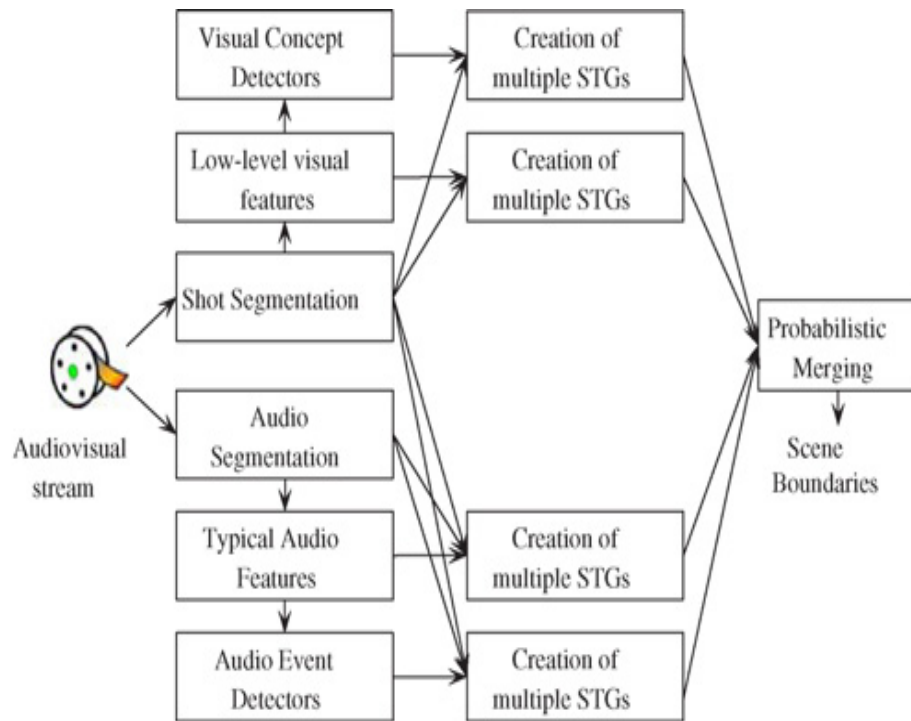 Visual Concept
Detectors
Creation of
multiple STGs
Low-level visual
features
Creation of
multiple STGs
Shot Segmentation
Probabilistic
Merging
Audiovisual
stream
Audio
Segmentation
Scene
Boundaries
Typical Audio
Features
Creation of
multiple STGs
Audio Event
Detectors
Creation of
multiple STGs